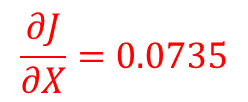 ∂J/∂X = 0.0735